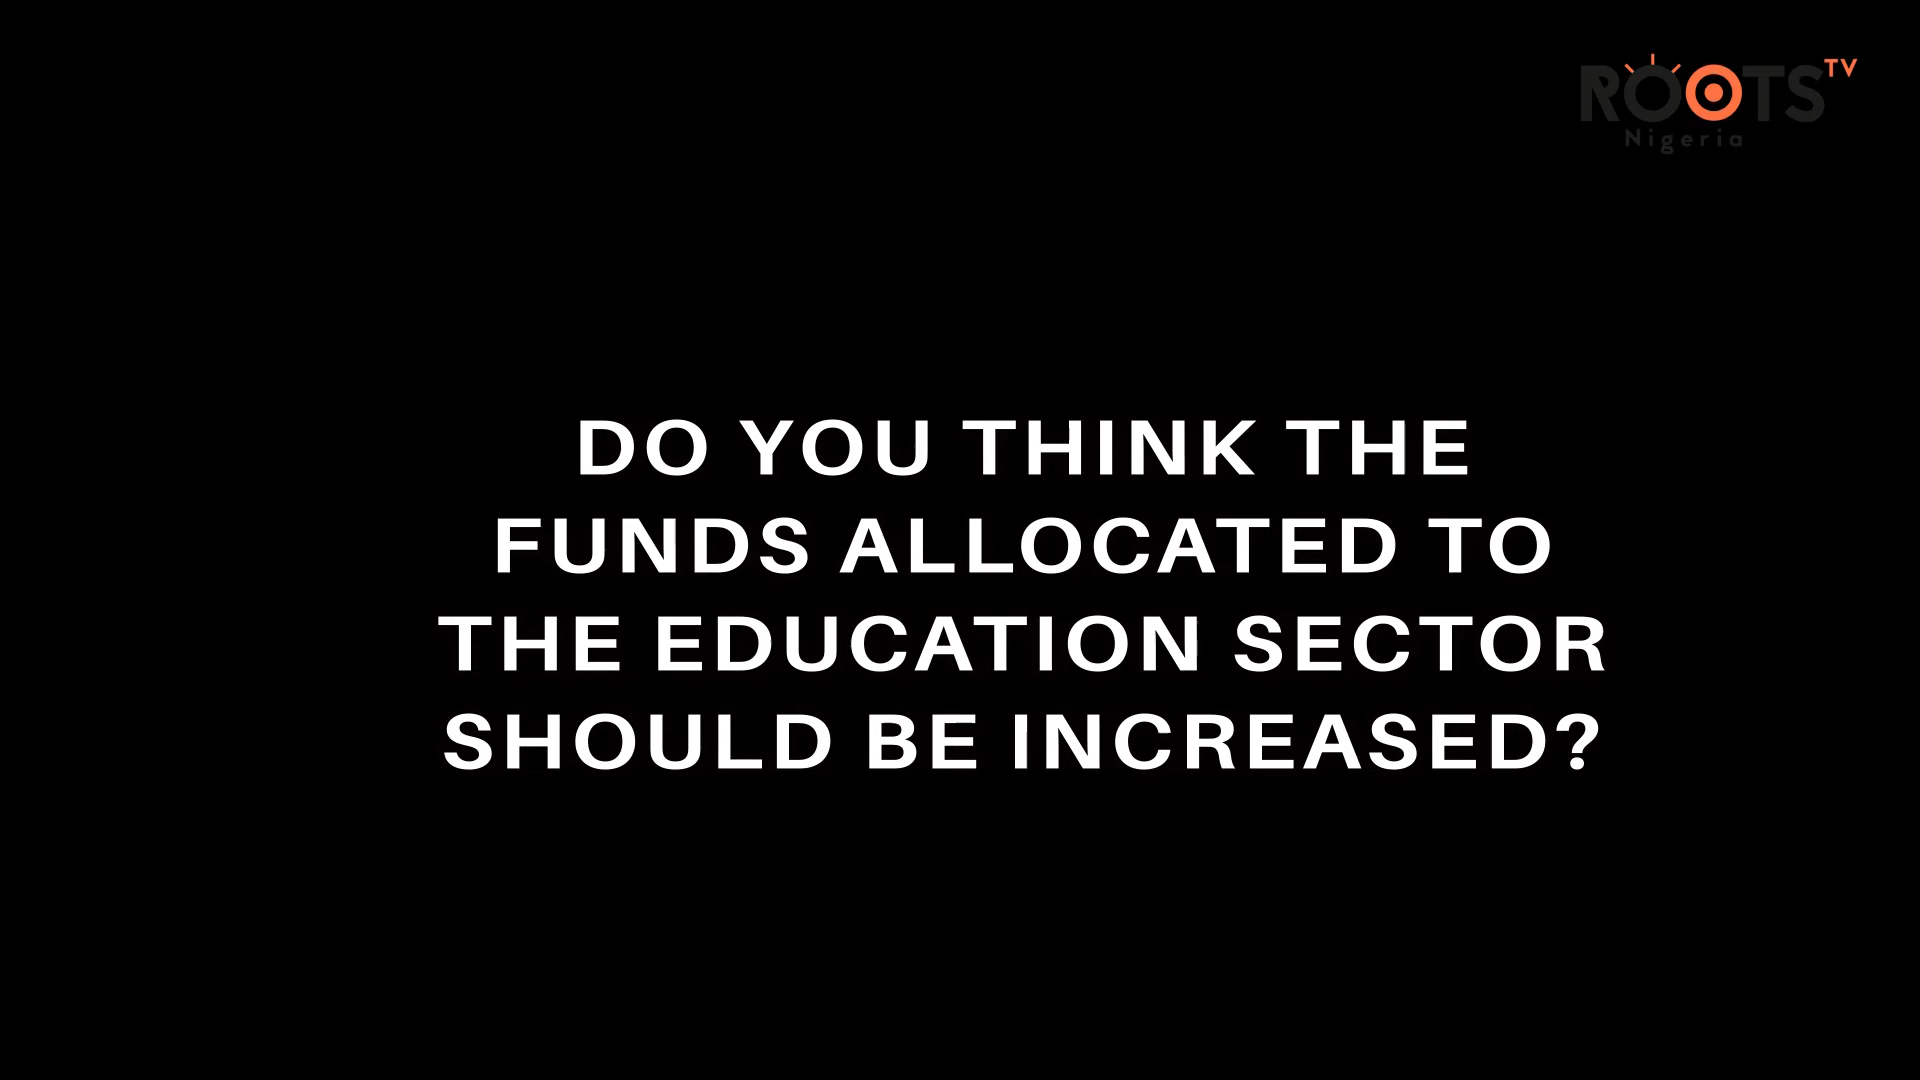 ROOTS TV
Nigeria
DO YOU THINK THE
FUNDS ALLOCATED TO
THE EDUCATION SECTOR
SHOULD BE INCREASED?